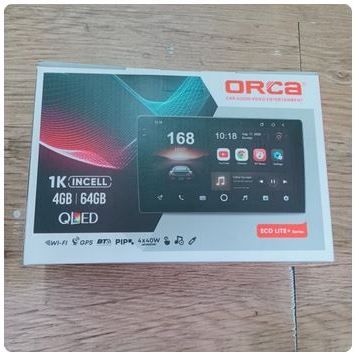 ORCA
CAR AUDIO VIDEO ENTERTAINMENT
168
10:18
1K INCELL
4GB 64GB
QLED
WI-FI GPS BT PIP 4x40W
ECO LITE+ Series